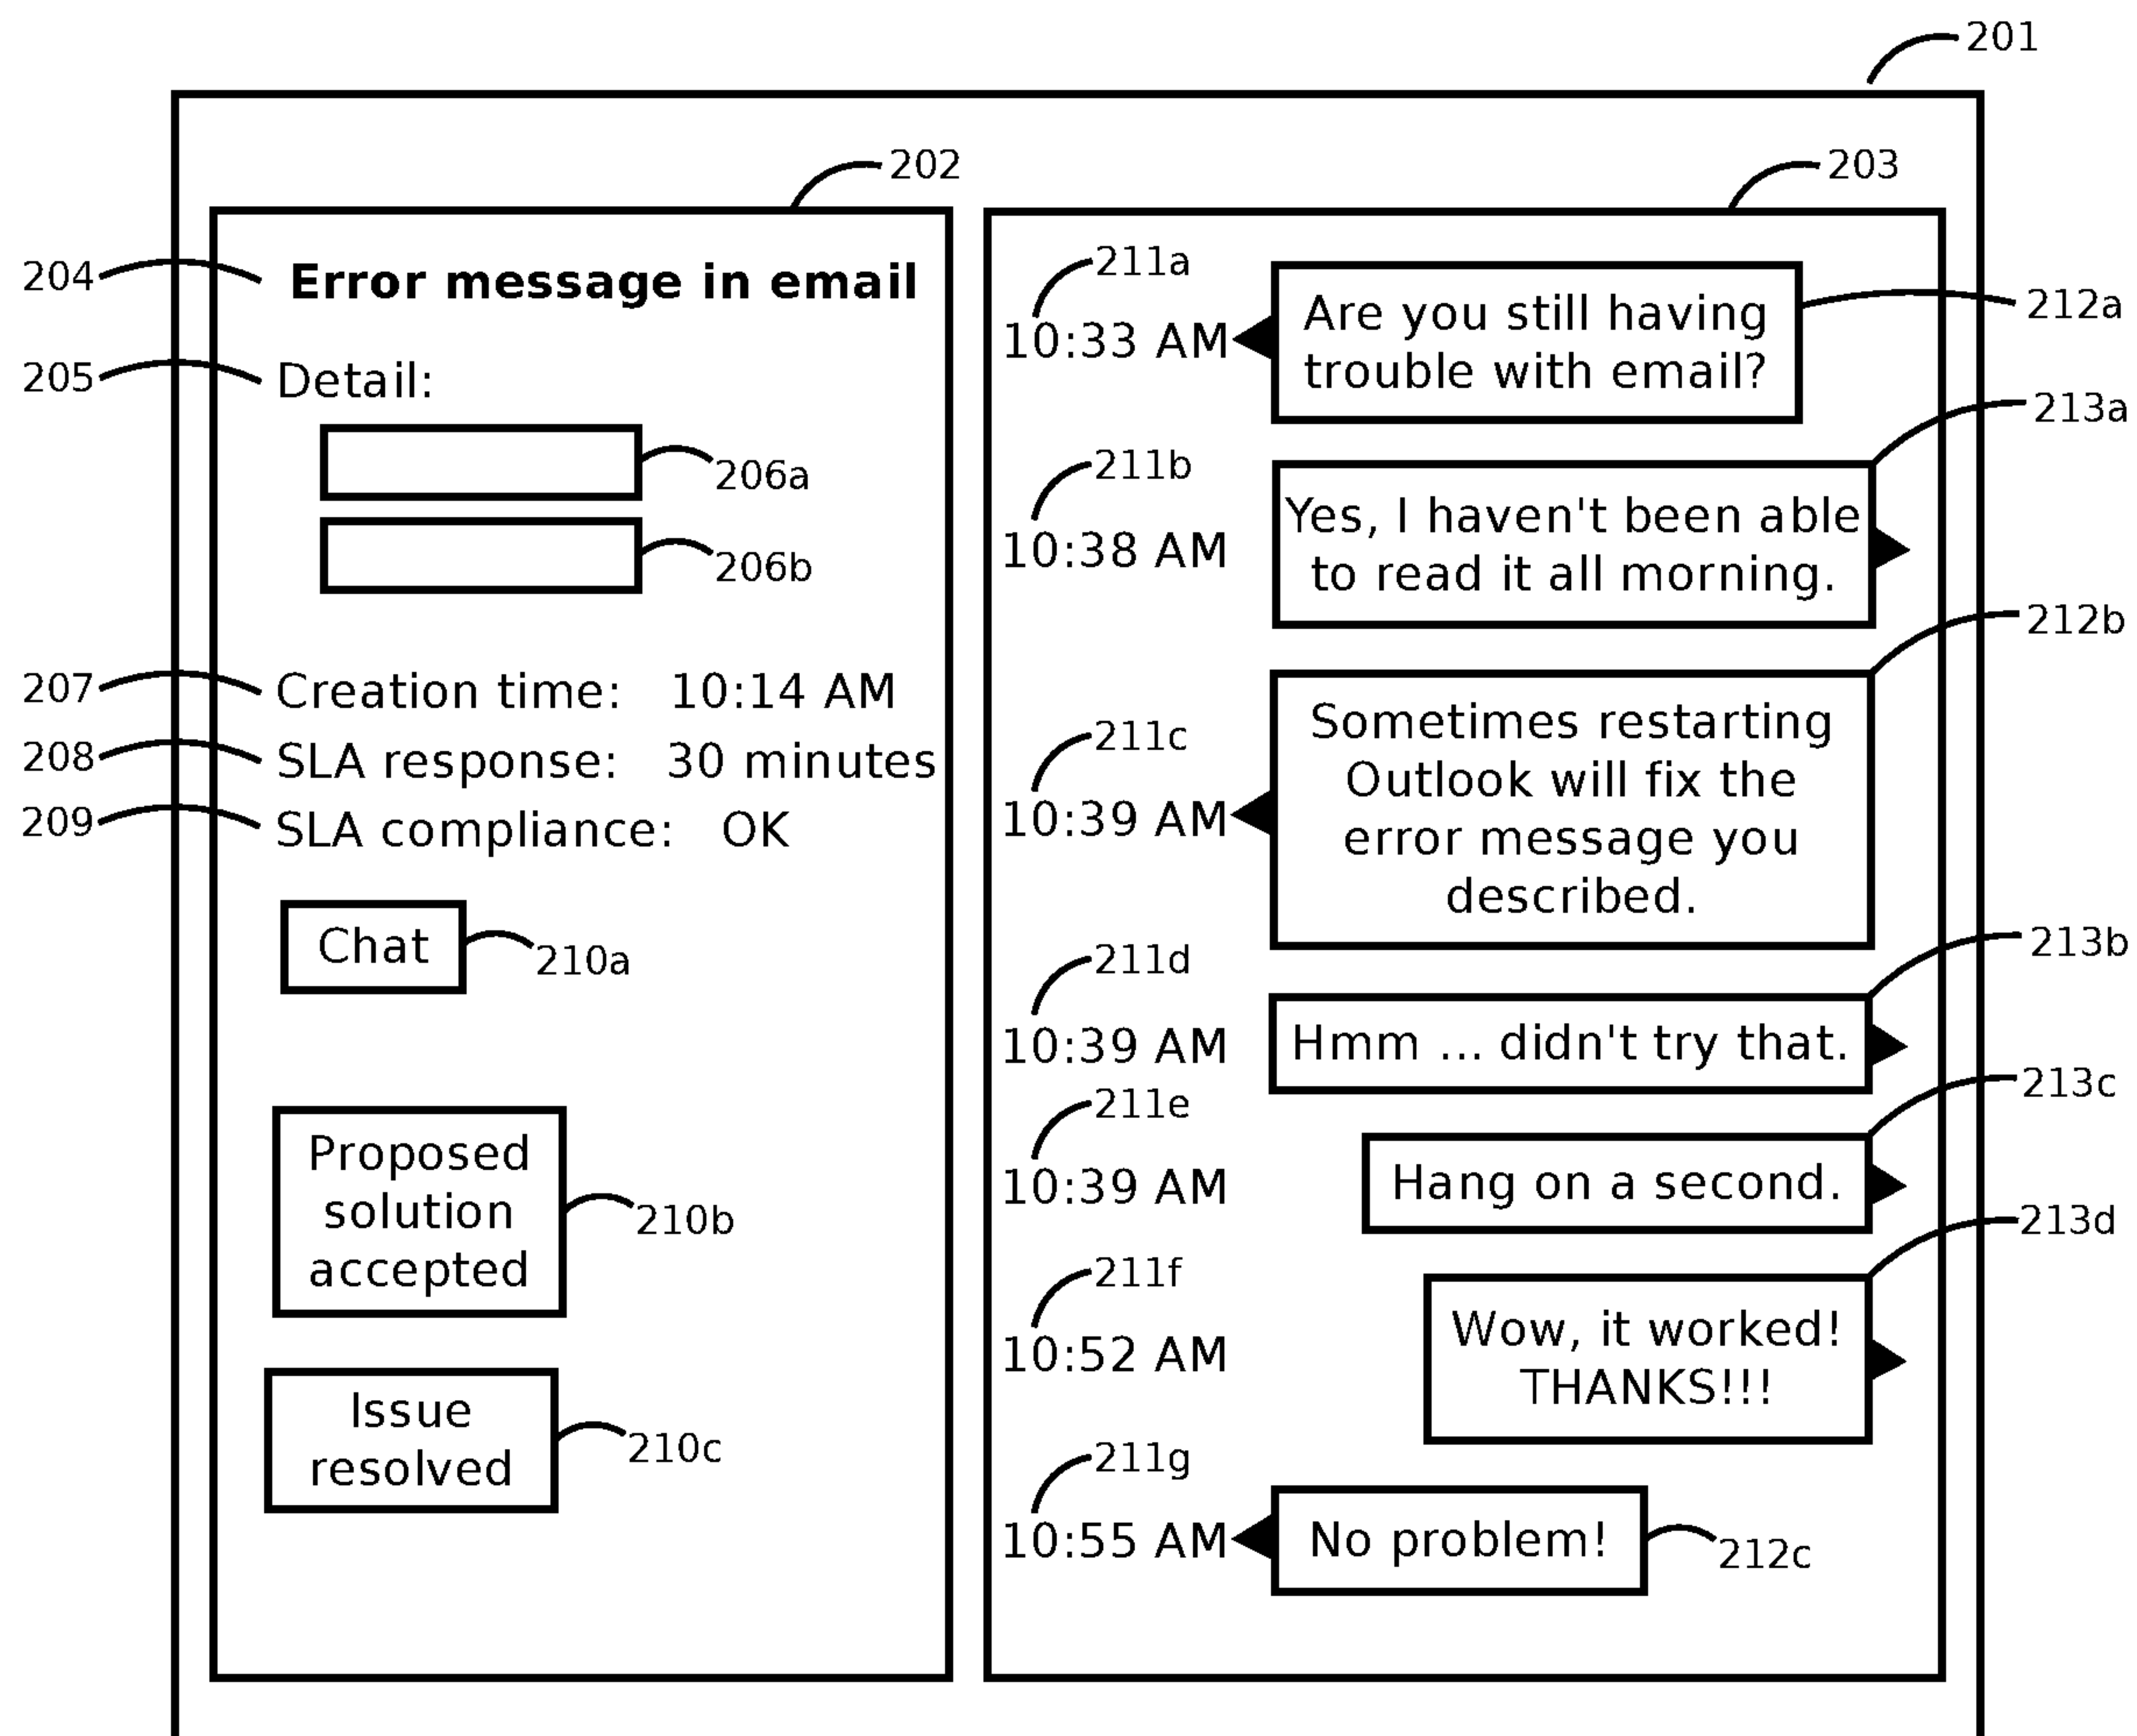 201
202
203
204
Error message in email
205
Detail:
206a
206b
207
Creation time: 10:14 AM
208
SLA response: 30 minutes
209
SLA compliance: OK
Chat
210a
Proposed
solution
accepted
210b
Issue
resolved
210c
211a
10:33 AM
Are you still having
trouble with email?
212a
213a
211b
10:38 AM
Yes, I haven't been able
to read it all morning.
212b
211c
10:39 AM
Sometimes restarting
Outlook will fix the
error message you
described.
213b
211d
10:39 AM
Hmm ... didn't try that.
213c
211e
10:39 AM
Hang on a second.
213d
211f
10:52 AM
Wow, it worked!
THANKS!!!
211g
10:55 AM
No problem!
212c